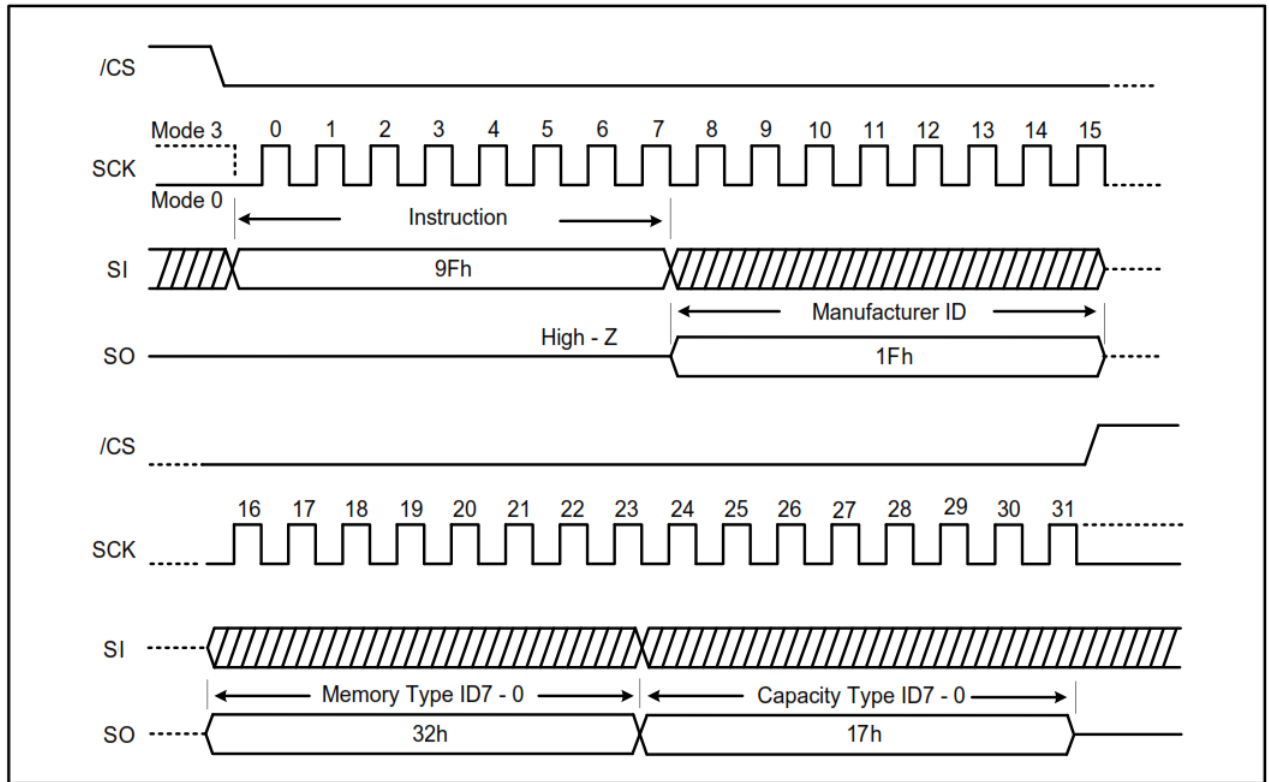 /CS
Mode 3 0 1 2 3 4 5 6 7 8 9 10 11 12 13 14 15
SCK
Mode 0
Instruction
SI 9Fh
Manufacturer ID
High - Z
SO 1Fh
/CS
16 17 18 19 20 21 22 23 24 25 26 27 28 29 30 31
SCK
SI
Memory Type ID7 - 0 Capacity Type ID7 - 0
SO 32h 17h